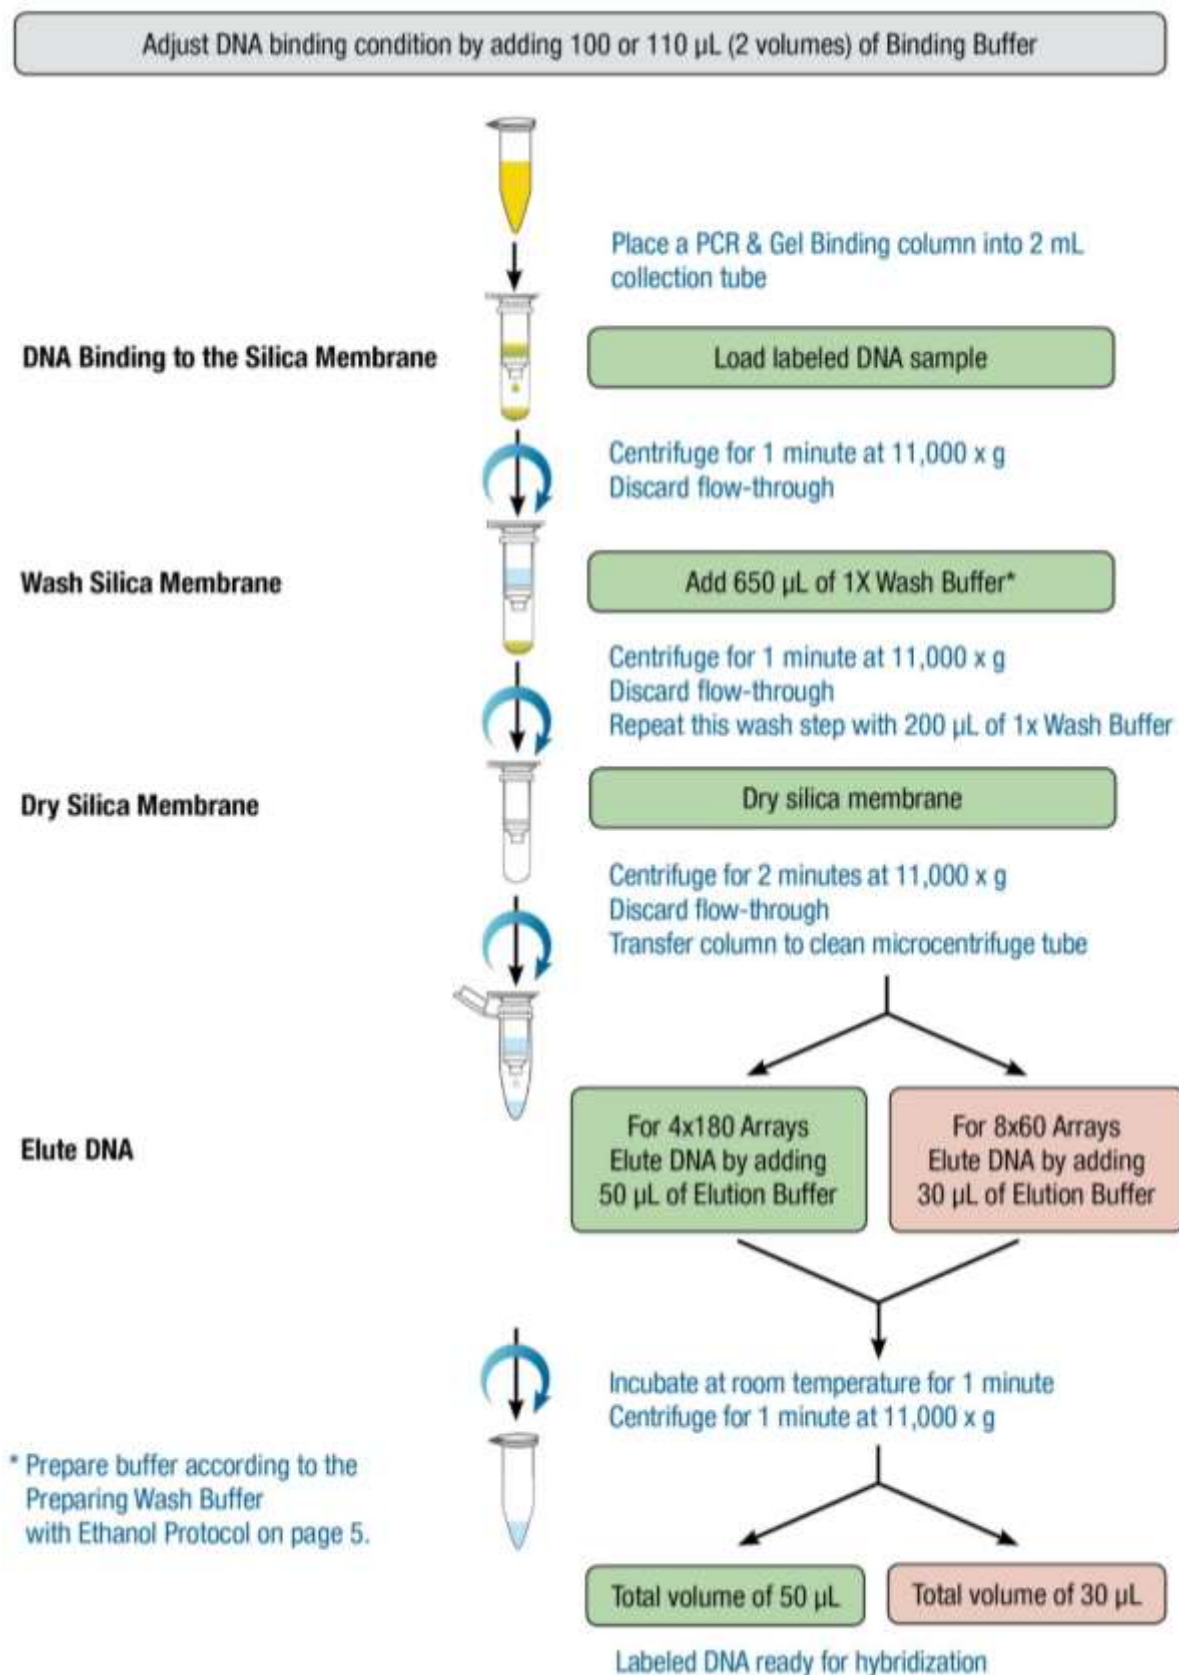 Adjust DNA binding condition by adding 100 or 110 µL (2 volumes) of Binding Buffer
Place a PCR & Gel Binding column into 2 mL
collection tube
DNA Binding to the Silica Membrane
Load labeled DNA sample
Centrifuge for 1 minute at 11,000 x g
Discard flow-through
Wash Silica Membrane
Add 650 µL of 1X Wash Buffer*
Centrifuge for 1 minute at 11,000 x g
Discard flow-through
Repeat this wash step with 200 µL of 1x Wash Buffer
Dry Silica Membrane
Dry silica membrane
Centrifuge for 2 minutes at 11,000 x g
Discard flow-through
Transfer column to clean microcentrifuge tube
Elute DNA
For 4x180 Arrays
Elute DNA by adding
50 µL of Elution Buffer
For 8x60 Arrays
Elute DNA by adding
30 µL of Elution Buffer
Incubate at room temperature for 1 minute
Centrifuge for 1 minute at 11,000 x g
* Prepare buffer according to the
Preparing Wash Buffer
with Ethanol Protocol on page 5.
Total volume of 50 µL
Total volume of 30 µL
Labeled DNA ready for hybridization